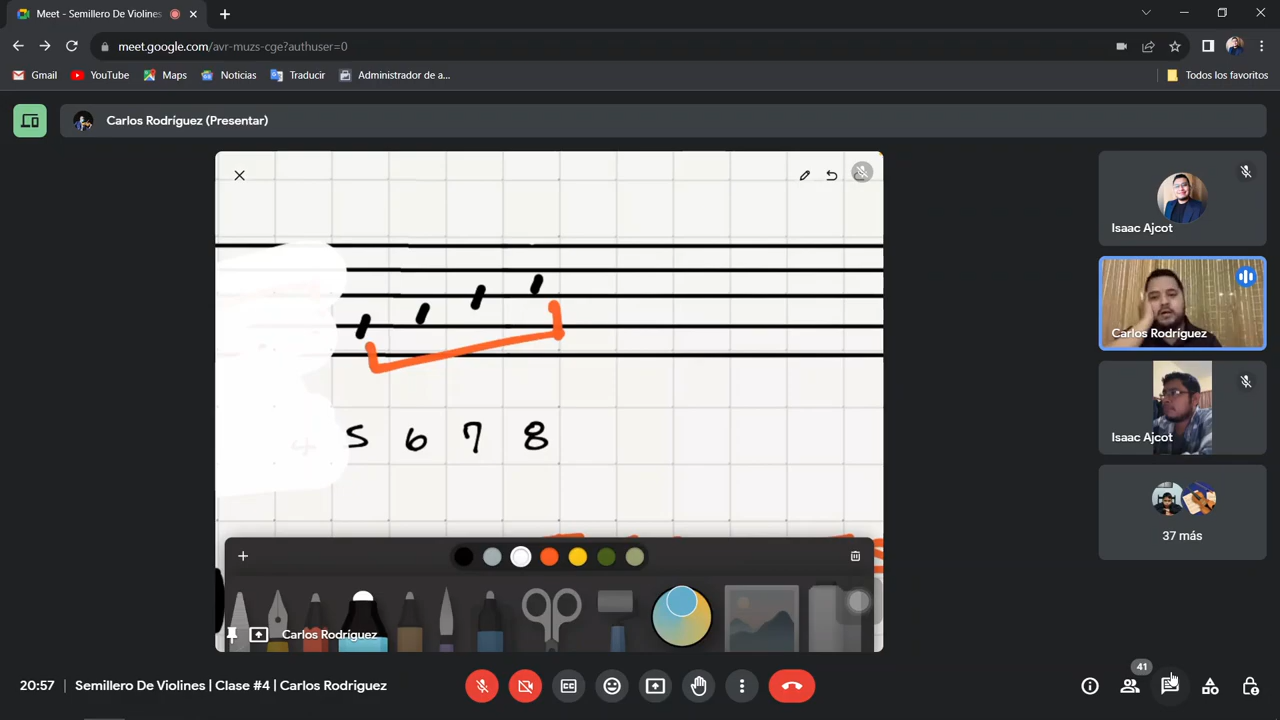 Meet - Semillero De Violines
meet.google.com/avr-muzs-cge?authuser=0
Gmail YouTube Maps Noticias Traducir Administrador de a... Todos los favoritos
Carlos Rodríguez (Presentar)
Isaac Ajcot
Carlos Rodríguez
Isaac Ajcot
37 más
4 5 6 7 8
Carlos Rodríguez
20:57 | Semillero De Violines | Clase #4 | Carlos Rodriguez
CC
41